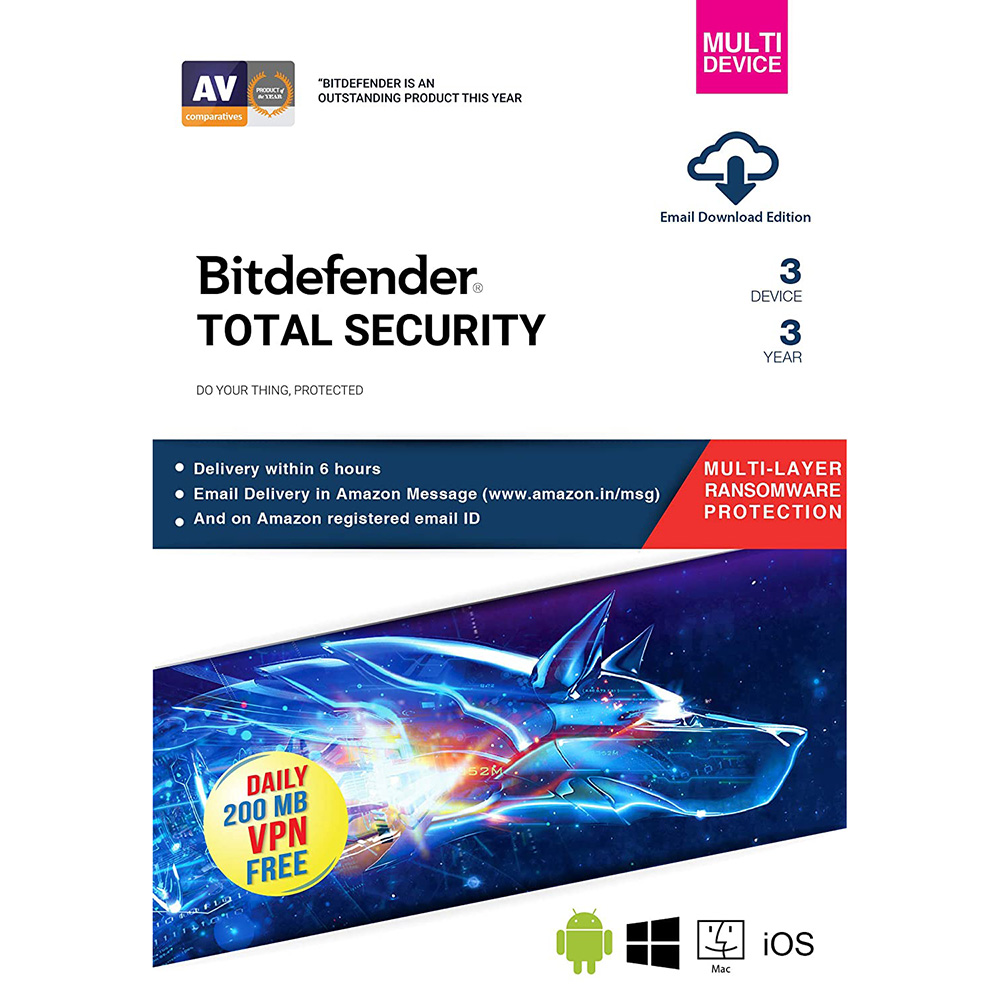 MULTI
DEVICE
AV
comparatives
PRODUCT of
the YEAR
“BITDEFENDER IS AN
OUTSTANDING PRODUCT THIS YEAR
Email Download Edition
Bitdefender®
TOTAL SECURITY
3
DEVICE
3
YEAR
DO YOUR THING, PROTECTED
• Delivery within 6 hours
• Email Delivery in Amazon Message (www.amazon.in/msg)
• And on Amazon registered email ID
MULTI-LAYER
RANSOMWARE
PROTECTION
52M
DAILY
200 MB
VPN
FREE
Mac
iOS